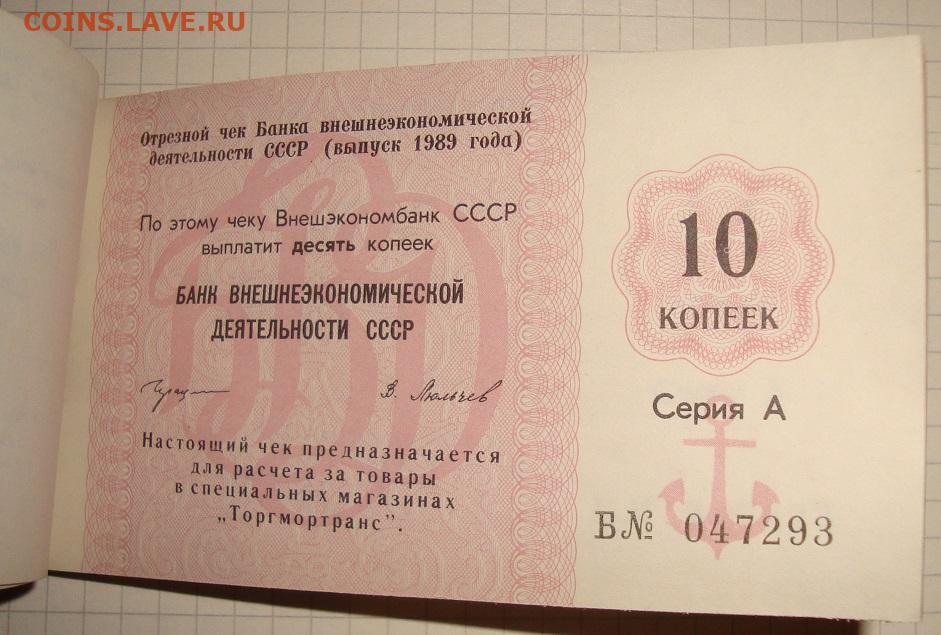 COINS.LAVE.RU
Отрезной чек Банка внешнеэкономической
деятельности СССР (выпуск 1989 года)
По этому чеку Внешэкономбанк СССР
выплатит десять копеек
БАНК ВНЕШНЕЭКОНОМИЧЕСКОЙ
ДЕЯТЕЛЬНОСТИ СССР
В. Люльчев
Настоящий чек предназначается
для расчета за товары
в специальных магазинах
„Торгмортранс".
10
КОПЕЕК
Серия А
Б№ 047293